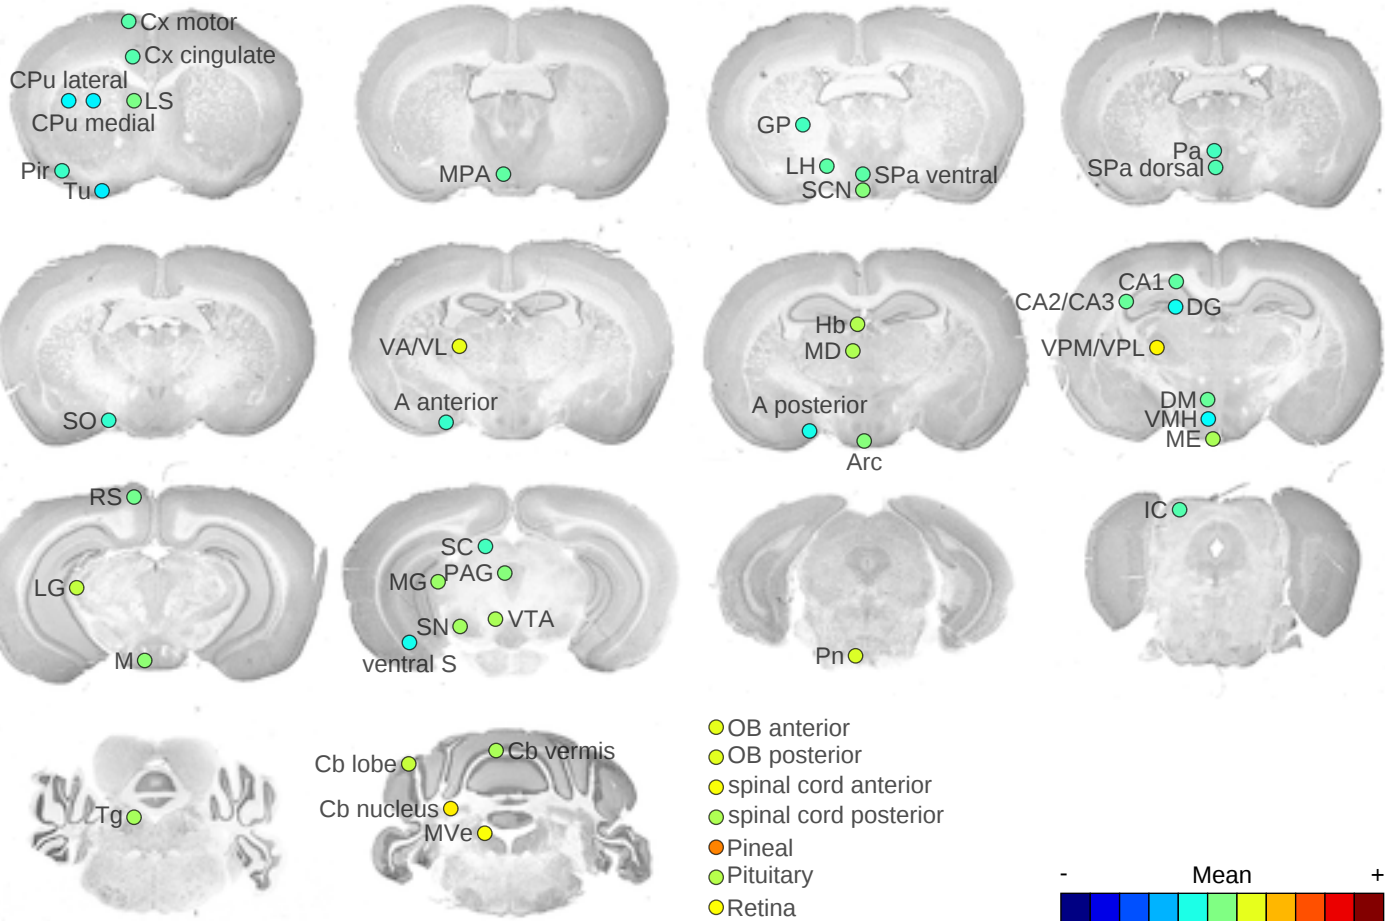 Cx motor
Cx cingulate
CPu lateral
LS
CPu medial
Pir
Tu
MPA
GP
LH
SPa ventral
SCN
Pa
SPa dorsal
SO
VA/VL
A anterior
Hb
MD
A posterior
Arc
CA1
CA2/CA3
DG
VPM/VPL
DM
VMH
ME
RS
LG
M
SC
MG
PAG
SN
VTA
ventral S
Pn
IC
Tg
Cb lobe
Cb vermis
Cb nucleus
MVe
OB anterior
OB posterior
spinal cord anterior
spinal cord posterior
Pineal
Pituitary
Retina
- Mean +